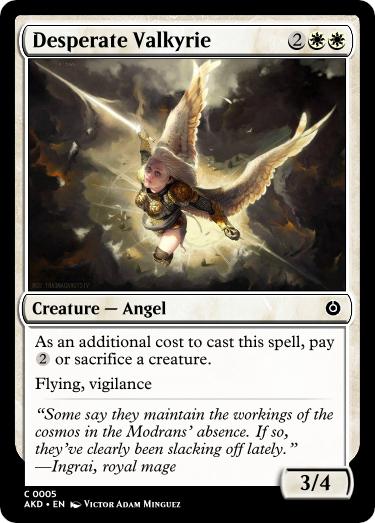 Desperate Valkyrie 2
Creature — Angel
As an additional cost to cast this spell, pay
2 or sacrifice a creature.
Flying, vigilance
“Some say they maintain the workings of the
cosmos in the Modrans’ absence. If so,
they’ve clearly been slacking off lately.”
—Ingrai, royal mage
3/4
C 0005
AKD • EN Victor Adam Minguez